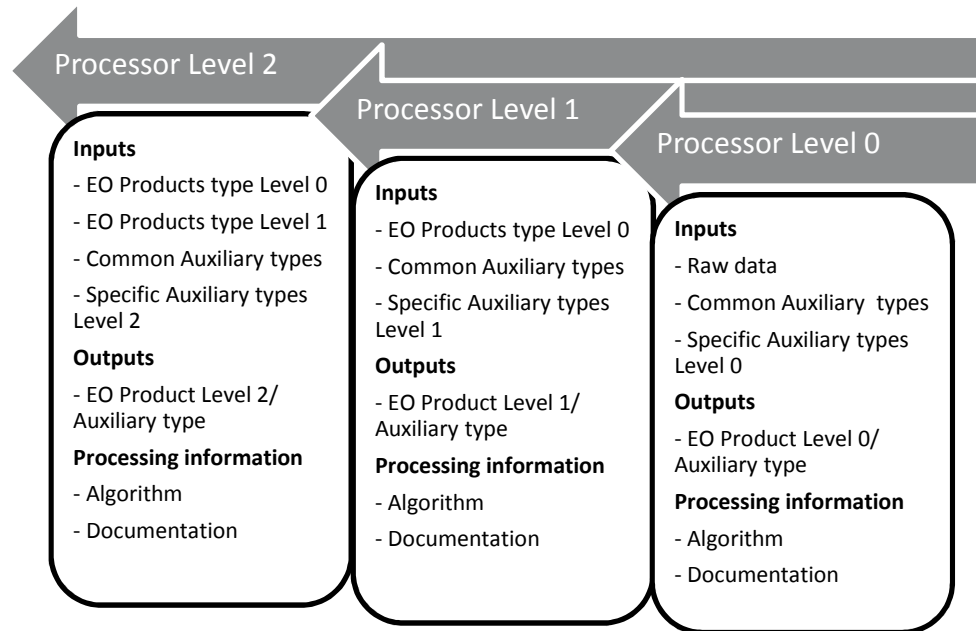 Processor Level 2
Inputs
- EO Products type Level 0
- EO Products type Level 1
- Common Auxiliary types
- Specific Auxiliary types
Level 2
Outputs
- EO Product Level 2/
Auxiliary type
Processing information
- Algorithm
- Documentation
Processor Level 1
Inputs
- EO Products type Level 0
- Common Auxiliary types
- Specific Auxiliary types
Level 1
Outputs
- EO Product Level 1/
Auxiliary type
Processing information
- Algorithm
- Documentation
Processor Level 0
Inputs
- Raw data
- Common Auxiliary  types
- Specific Auxiliary types
Level 0
Outputs
- EO Product Level 0/
Auxiliary type
Processing information
- Algorithm
- Documentation